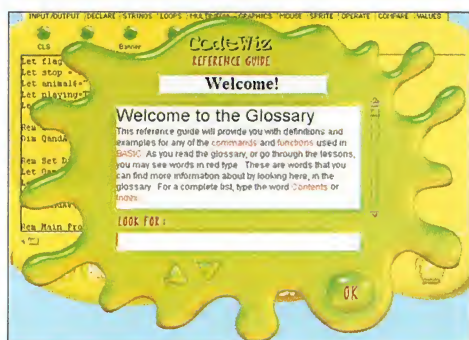 INPUT/OUTPUT DECLARE STRINGS LOOPS MULTIMEDIA GRAPHICS MOUSE SPRITE OPERATE COMPARE VALUES
CLS Banner
CodeWiz
REFERENCE GUIDE
Welcome!
Let flag
Let stop =
Let animal$=
Let playing=
Welcome to the Glossary
This reference guide will provide you with definitions and
examples for any of the commands and functions used in
BASIC. As you read the glossary, or go through the lessons,
you may see words in red type. These are words that you
can find more information about by looking here, in the
glossary. For a complete list, type the word Contents or
Index.
Rem
Dim QandA
Rem Set D
LOOK FOR:
Rem Main Pro
OK